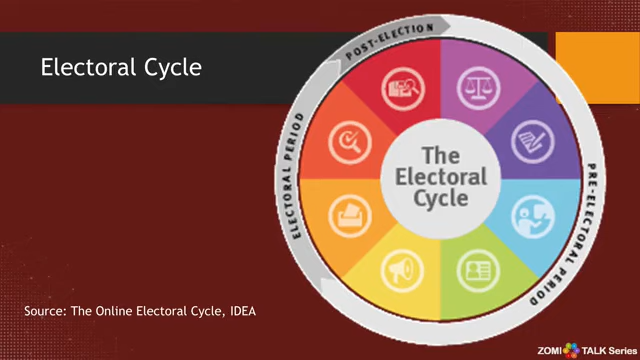 Electoral Cycle
POST-ELECTION
ELECTORAL PERIOD
The
Electoral
Cycle
PRE-ELECTORAL PERIOD
Source: The Online Electoral Cycle, IDEA
ZOMI TALK Series